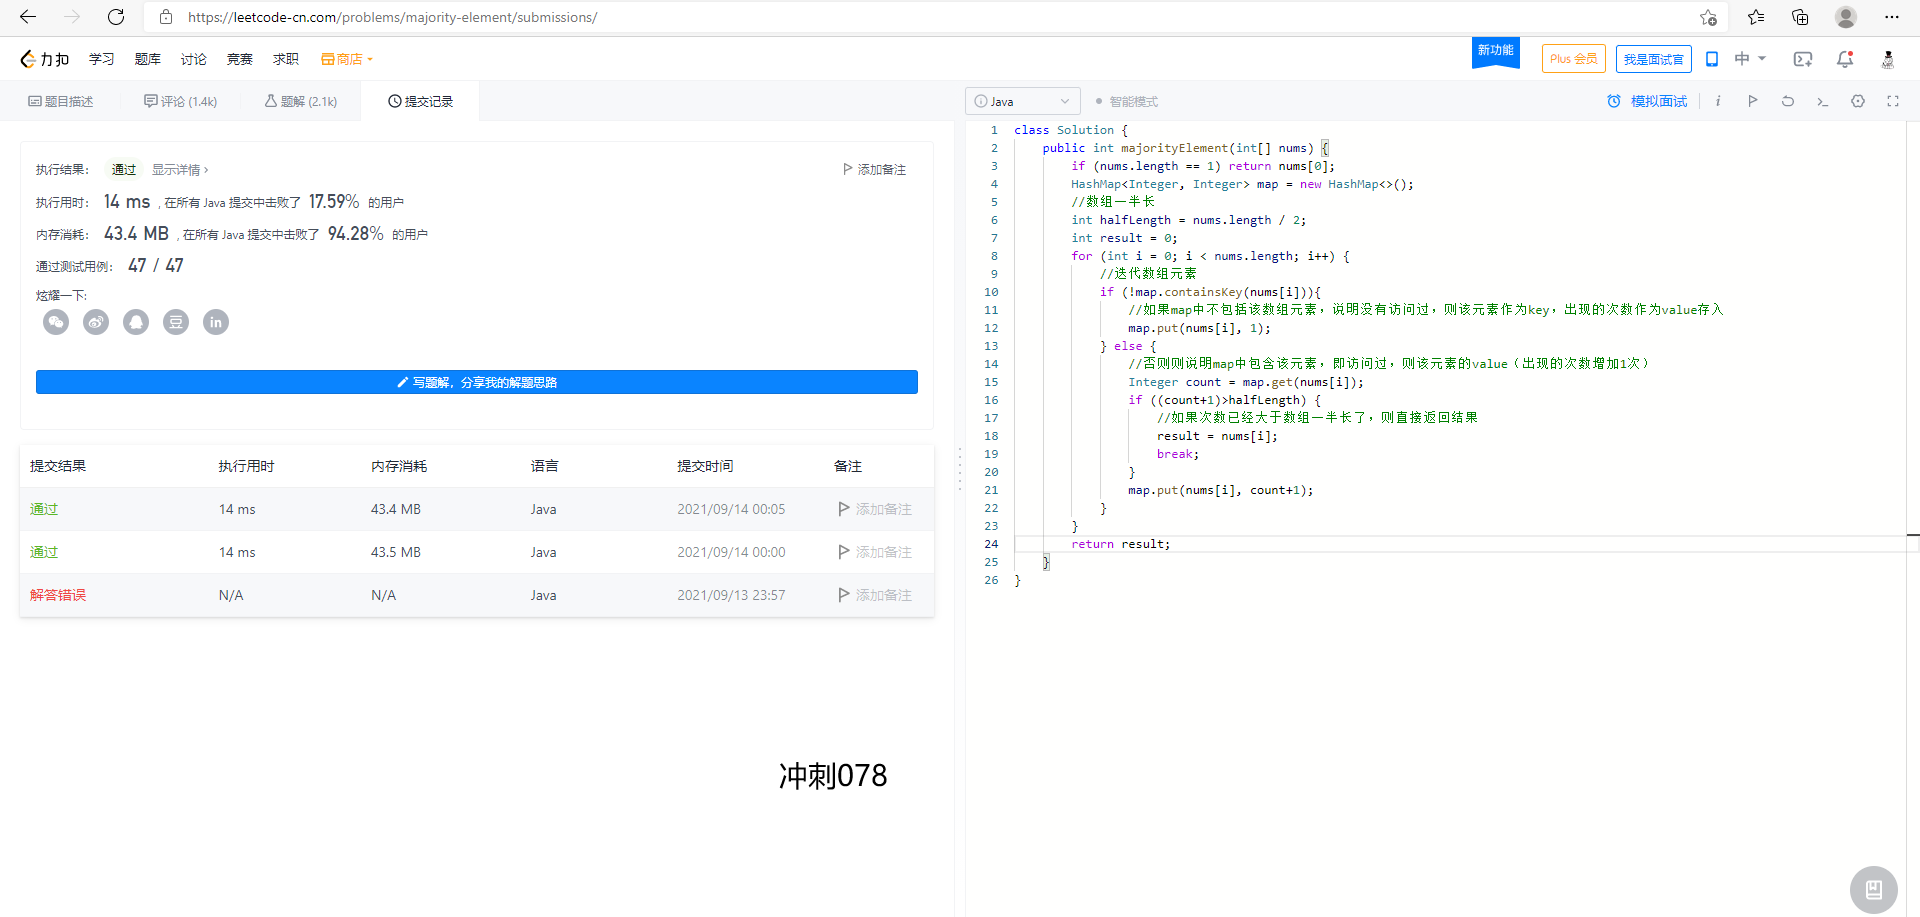 https://leetcode-cn.com/problems/majority-element/submissions/
力扣 学习 题库 讨论 竞赛 求职 商店 新功能 Plus 会员 我是面试官 中
题目描述 评论 (1.4k) 题解 (2.1k) 提交记录
执行结果： 通过 显示详情 › 添加备注
执行用时： 14 ms , 在所有 Java 提交中击败了 17.59% 的用户
内存消耗： 43.4 MB , 在所有 Java 提交中击败了 94.28% 的用户
通过测试用例： 47 / 47
炫耀一下:
豆 in
写题解，分享我的解题思路
提交结果 执行用时 内存消耗 语言 提交时间 备注
通过 14 ms 43.4 MB Java 2021/09/14 00:05 添加备注
通过 14 ms 43.5 MB Java 2021/09/14 00:00 添加备注
解答错误 N/A N/A Java 2021/09/13 23:57 添加备注
冲刺078
Java 智能模式 模拟面试 i
1 class Solution {
2 public int majorityElement(int[] nums) {
3 if (nums.length == 1) return nums[0];
4 HashMap<Integer, Integer> map = new HashMap<>();
5 //数组一半长
6 int halfLength = nums.length / 2;
7 int result = 0;
8 for (int i = 0; i < nums.length; i++) {
9 //迭代数组元素
10 if (!map.containsKey(nums[i])){
11 //如果map中不包括该数组元素，说明没有访问过，则该元素作为key，出现的次数作为value存入
12 map.put(nums[i], 1);
13 } else {
14 //否则则说明map中包含该元素，即访问过，则该元素的value（出现的次数增加1次）
15 Integer count = map.get(nums[i]);
16 if ((count+1)>halfLength) {
17 //如果次数已经大于数组一半长了，则直接返回结果
18 result = nums[i];
19 break;
20 }
21 map.put(nums[i], count+1);
22 }
23 }
24 return result;
25 }
26 }